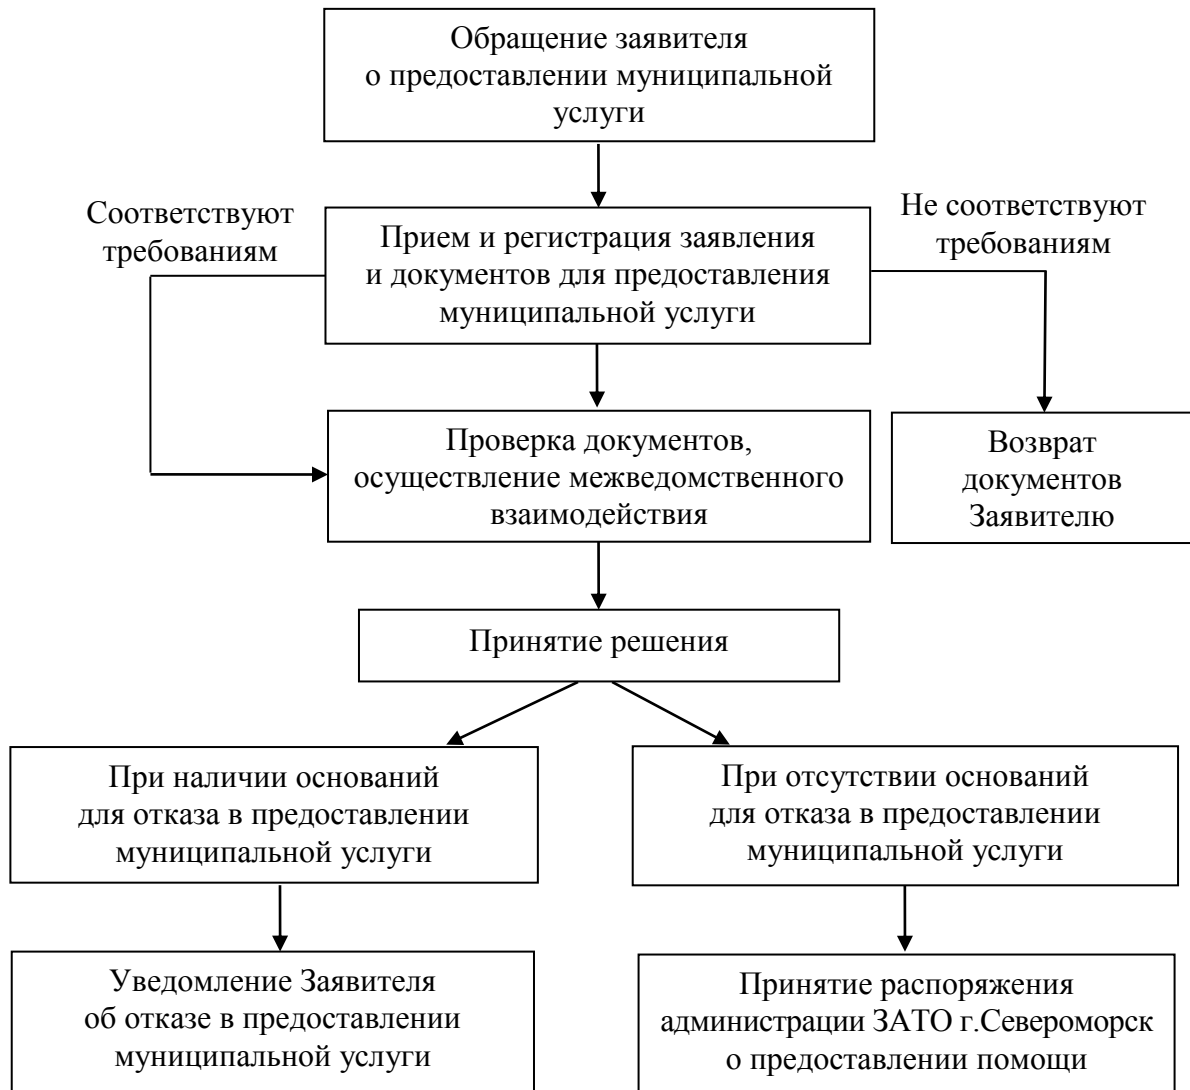 Обращение заявителя
о предоставлении муниципальной
услуги
Соответствуют
требованиям
Не соответствуют
требованиям
Прием и регистрация заявления
и документов для предоставления
муниципальной услуги
Проверка документов,
осуществление межведомственного
взаимодействия
Возврат
документов
Заявителю
Принятие решения
При наличии оснований
для отказа в предоставлении
муниципальной услуги
При отсутствии оснований
для отказа в предоставлении
муниципальной услуги
Уведомление Заявителя
об отказе в предоставлении
муниципальной услуги
Принятие распоряжения
администрации ЗАТО г.Североморск
о предоставлении помощи